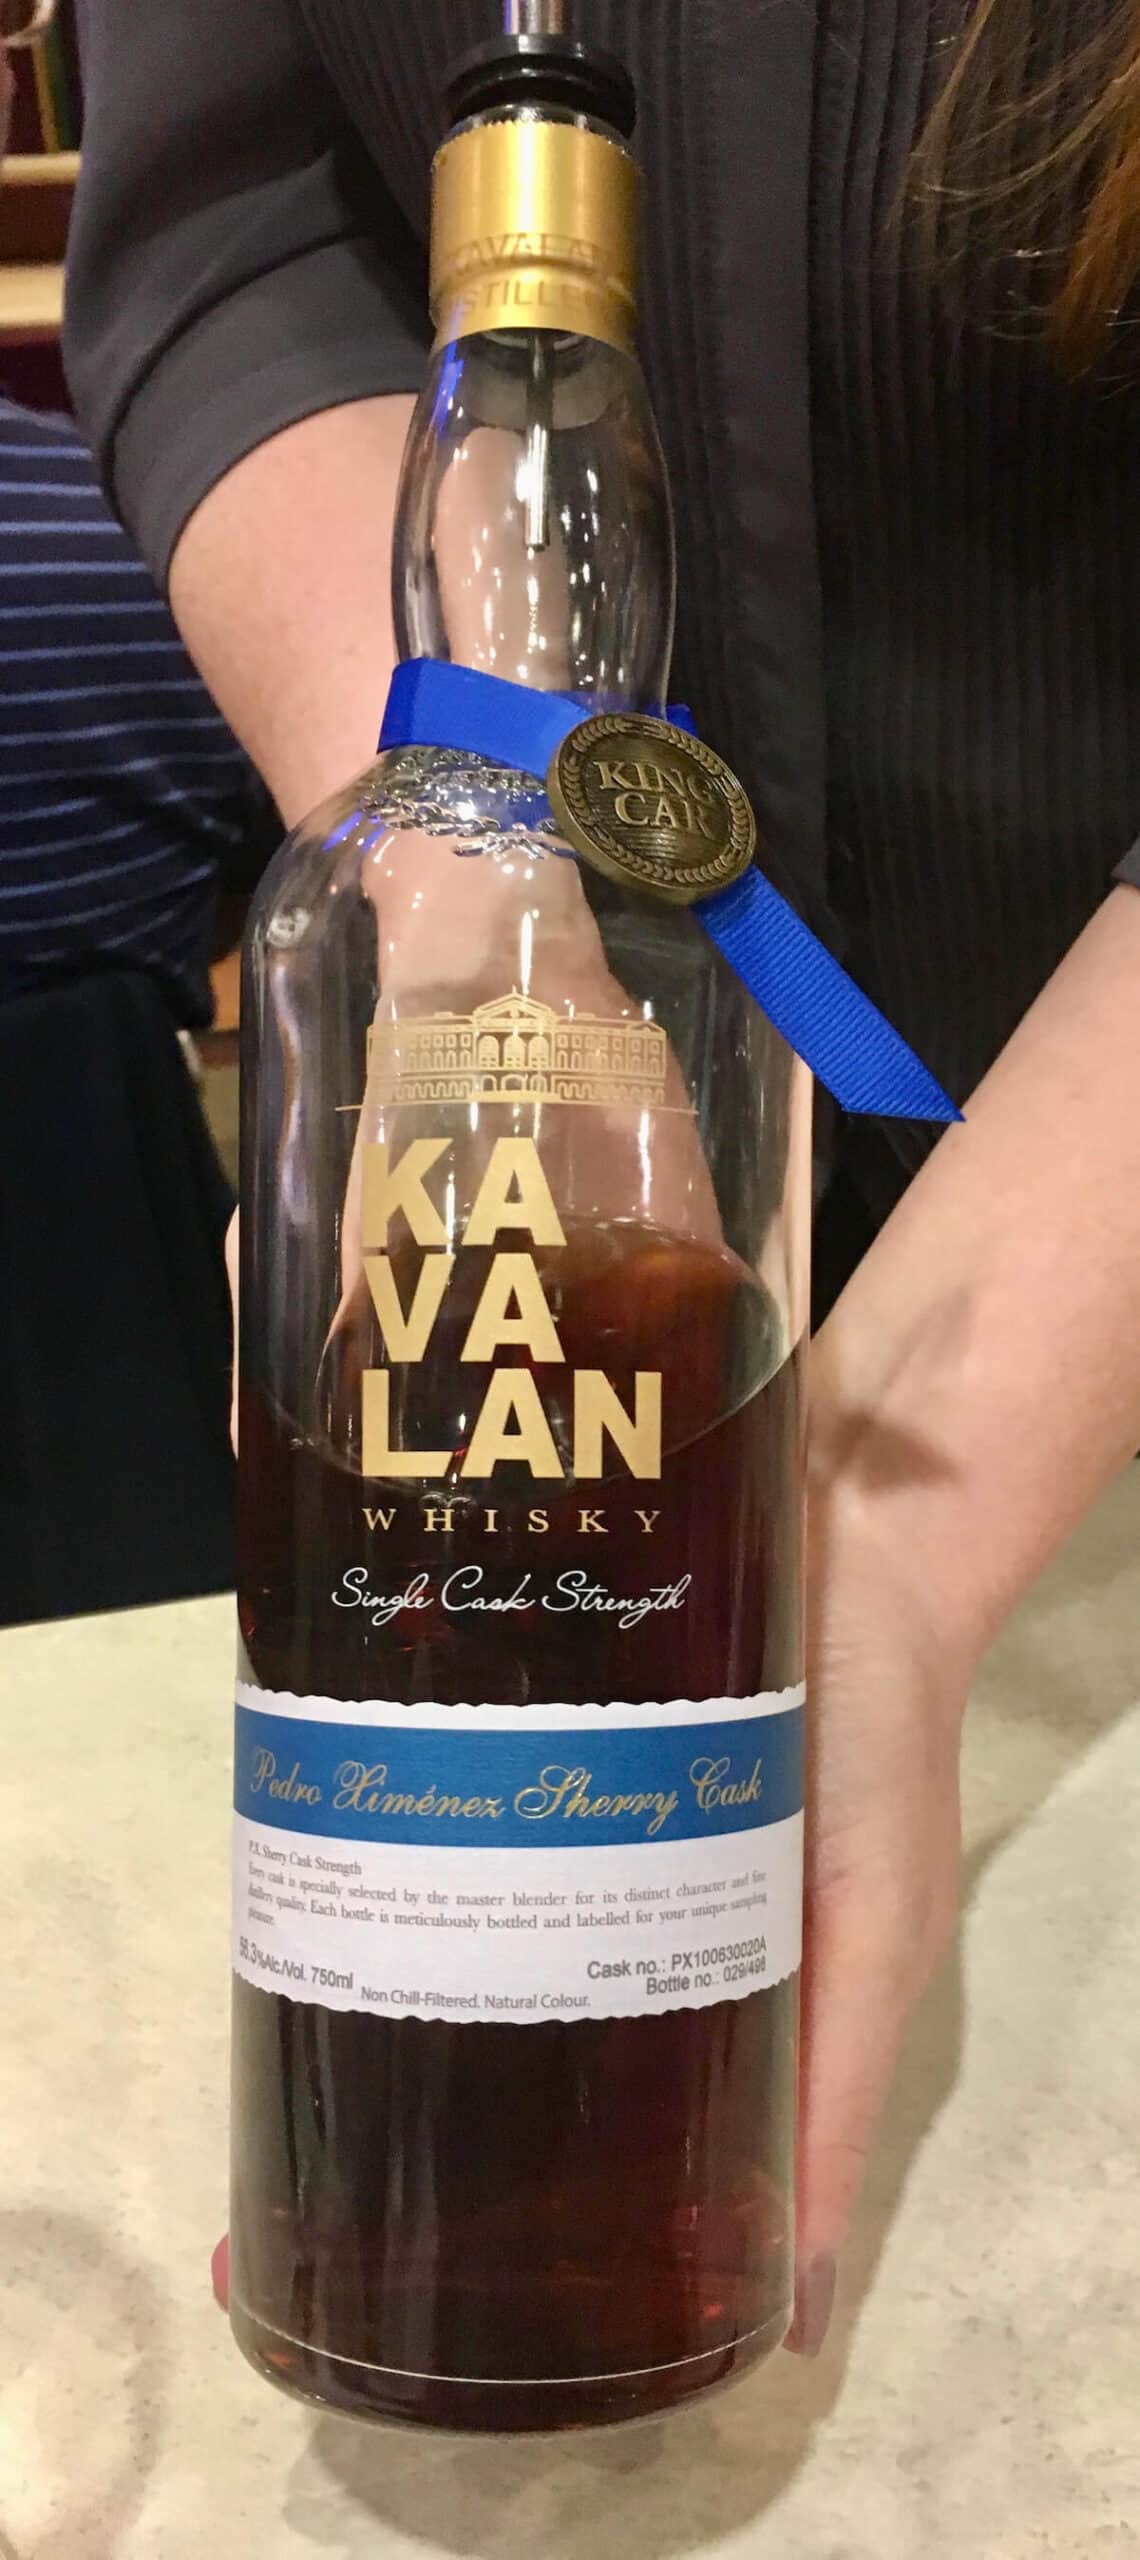 KAVALAN
DISTILLERY
KING
CAR
KA
VA
LAN
WHISKY
Single Cask Strength
Pedro Ximénez Sherry Cask
P.X. Sherry Cask Strength
Every cask is specially selected by the master blender for its distinct character and fine
distillery quality. Each bottle is meticulously bottled and labelled for your unique sampling
pleasure.
56.3%Alc./Vol. 750ml
Non Chill-Filtered. Natural Colour.
Cask no.: PX100630020A
Bottle no.: 029/496